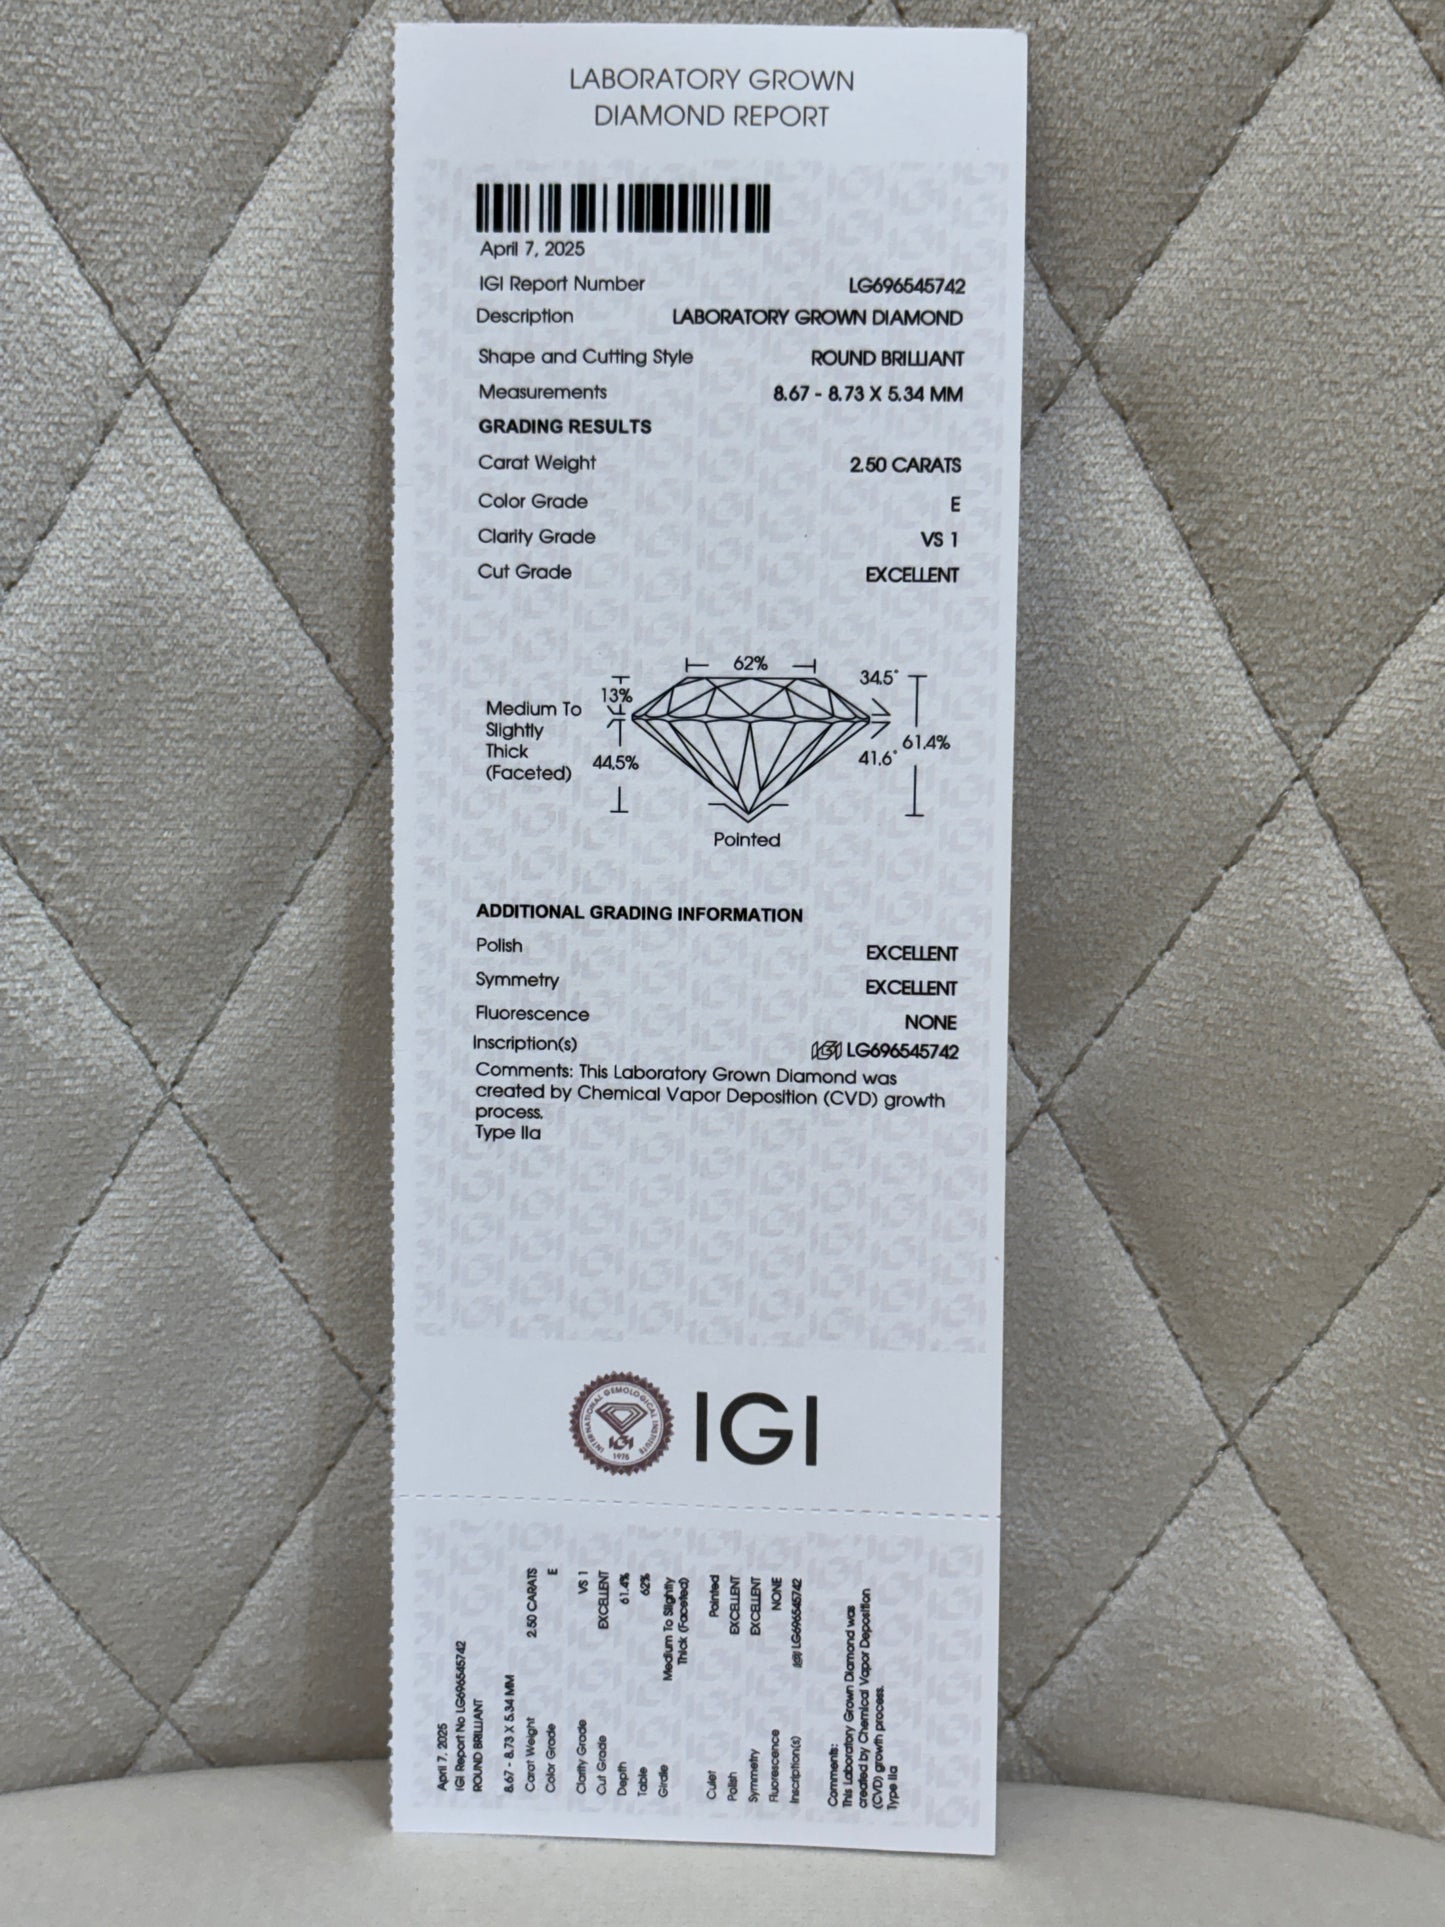 LABORATORY GROWN
DIAMOND REPORT
April 7, 2025
IGI Report Number LG696545742
Description LABORATORY GROWN DIAMOND
Shape and Cutting Style ROUND BRILLIANT
Measurements 8.67 - 8.73 X 5.34 MM
GRADING RESULTS
Carat Weight 2.50 CARATS
Color Grade E
Clarity Grade VS 1
Cut Grade EXCELLENT
62%
13%
34.5°
Medium To
Slightly
Thick
(Faceted)
44.5%
41.6°
61.4%
Pointed
ADDITIONAL GRADING INFORMATION
Polish EXCELLENT
Symmetry EXCELLENT
Fluorescence NONE
Inscription(s) IGI LG696545742
Comments: This Laboratory Grown Diamond was
created by Chemical Vapor Deposition (CVD) growth
process.
Type IIa
INTERNATIONAL GEMOLOGICAL INSTITUTE
IGI
1975
IGI
April 7, 2025
IGI Report No LG696545742
ROUND BRILLIANT
8.67 - 8.73 X 5.34 MM
Carat Weight 2.50 CARATS
Color Grade E
Clarity Grade VS 1
Cut Grade EXCELLENT
Depth 61.4%
Table 62%
Girdle Medium To Slightly
Thick (Faceted)
Culet Pointed
Polish EXCELLENT
Symmetry EXCELLENT
Fluorescence NONE
Inscription(s) IGI LG696545742
Comments:
This Laboratory Grown Diamond was
created by Chemical Vapor Deposition
(CVD) growth process.
Type IIa